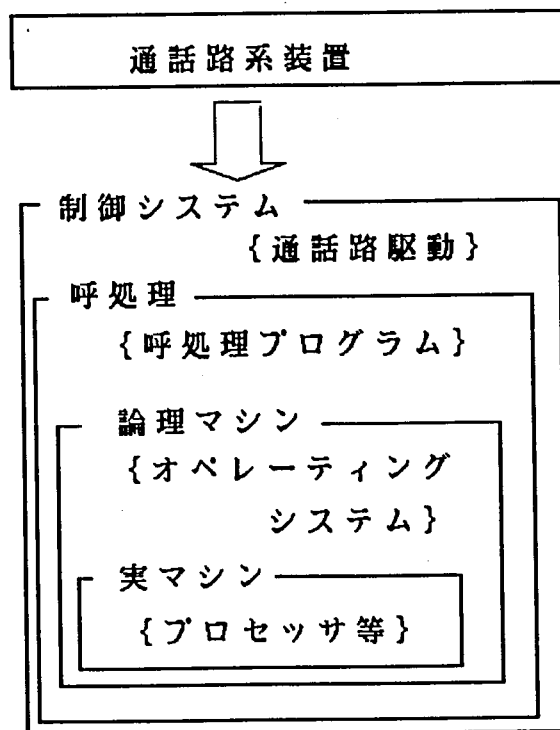 通話路系装置
制御システム
{通話路駆動}
呼処理
{呼処理プログラム}
論理マシン
{オペレーティング
システム}
実マシン
{プロセッサ等}